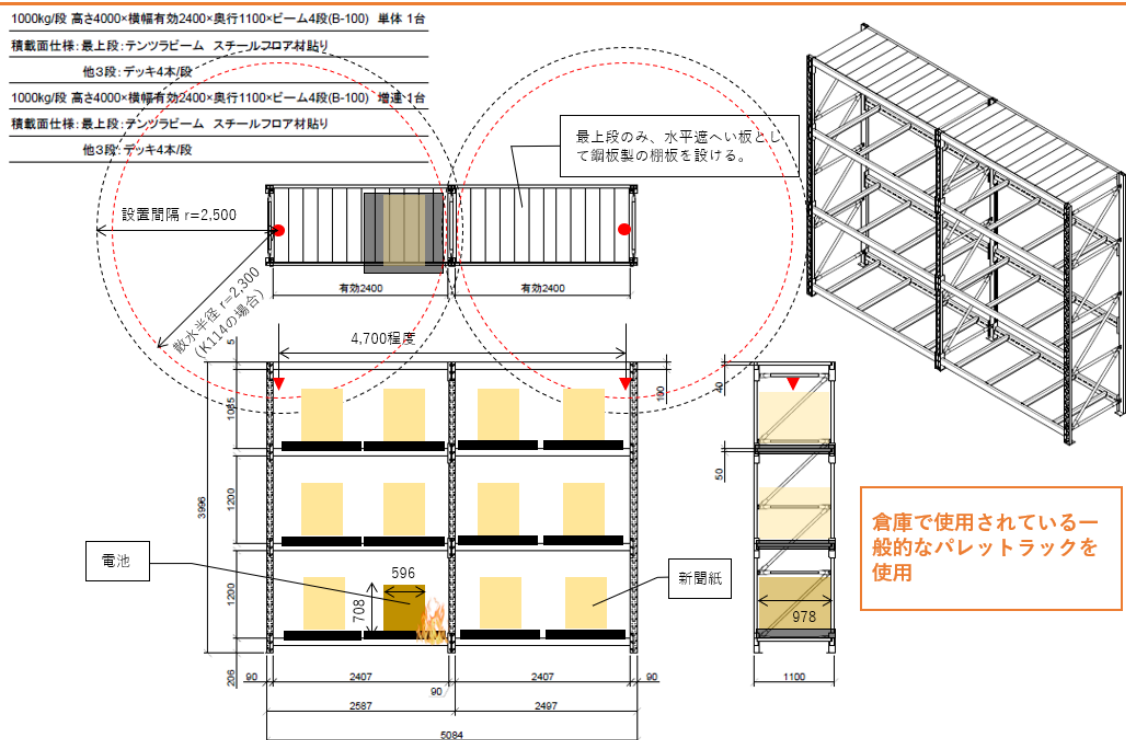 1000kg/段 高さ4000×横幅有効2400×奥行1100×ビーム4段(B-100) 単体 1台
積載面仕様：最上段：テンツラビーム スチールフロア材貼り
他3段：デッキ4本/段
1000kg/段 高さ4000×横幅有効2400×奥行1100×ビーム4段(B-100) 増連 1台
積載面仕様：最上段：テンツラビーム スチールフロア材貼り
他3段：デッキ4本/段
最上段のみ、水平遮へい板とし
て鋼板製の棚板を設ける。
設置間隔 r=2,500
有効2400
有効2400
散水半径 r=2,300
(K114の場合)
4,700程度
5
1085
100
40
50
3996
1200
1200
206
電池
596
708
新聞紙
978
倉庫で使用されている一
般的なパレットラックを
使用
90
2407
90
2407
90
1100
2587
2497
5084